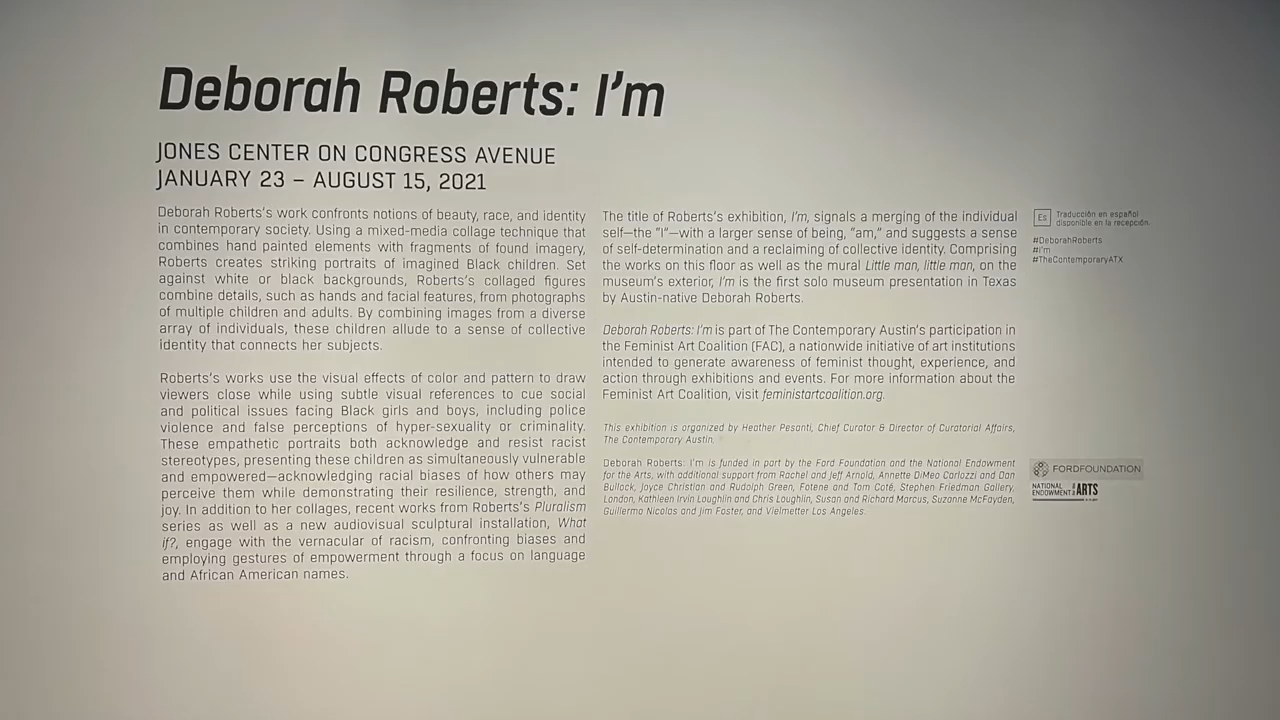 Deborah Roberts: I'm
JONES CENTER ON CONGRESS AVENUE
JANUARY 23 – AUGUST 15, 2021
Deborah Roberts's work confronts notions of beauty, race, and identity
in contemporary society. Using a mixed media collage technique that
combines hand painted elements with fragments of found imagery,
Roberts creates striking portraits of imagined Black children. Set
against white or black backgrounds, Roberts's collaged figures
combine details, such as hands and facial features, from photographs
of multiple children and adults. By combining images from a diverse
array of individuals, these children allude to a sense of collective
identity that connects her subjects.
Roberts's works use the visual effects of color and pattern to draw
viewers close while using subtle visual references to cue social
and political issues facing Black girls and boys, including police
violence and false perceptions of hyper-sexuality or criminality.
These empathetic portraits both acknowledge and resist racist
stereotypes, presenting these children as simultaneously vulnerable
and empowered—acknowledging racial biases of how others may
perceive them while demonstrating their resilience, strength, and
joy. In addition to her collages, recent works from Roberts's Pluralism
series as well as a new audiovisual sculptural installation, What
if?, engage with the vernacular of racism, confronting biases and
employing gestures of empowerment through a focus on language
and African American names.
The title of Roberts's exhibition, I'm, signals a merging of the individual
self—the "I"—with a larger sense of being, "am," and suggests a sense
of self-determination and a reclaiming of collective identity. Comprising
the works on this floor as well as the mural Little man, little man, on the
museum's exterior, I'm is the first solo museum presentation in Texas
by Austin-native Deborah Roberts.
Deborah Roberts: I'm is part of The Contemporary Austin's participation in
the Feminist Art Coalition (FAC), a nationwide initiative of art institutions
intended to generate awareness of feminist thought, experience, and
action through exhibitions and events. For more information about the
Feminist Art Coalition, visit feministartcoalition.org.
This exhibition is organized by Heather Pesanti, Chief Curator & Director of Curatorial Affairs,
The Contemporary Austin.
Deborah Roberts: I'm is funded in part by the Ford Foundation and the National Endowment
for the Arts, with additional support from Rachel and Jeff Arnold, Annette DiMeo Carlozzi and Dan
Bullock, Joyce Christian and Rudolph Green, Fotene and Tom Coté, Stephen Friedman Gallery,
London, Kathleen Irvin Loughlin and Chris Loughlin, Susan and Richard Marcus, Suzanne McFayden,
Guillermo Nicolas and Jim Foster, and Vielmetter Los Angeles.
Es
Traducción en español
disponible en la recepción.
#DeborahRoberts
#I'm
#TheContemporaryATX
FORDFOUNDATION
NATIONAL ENDOWMENT FOR THE ARTS